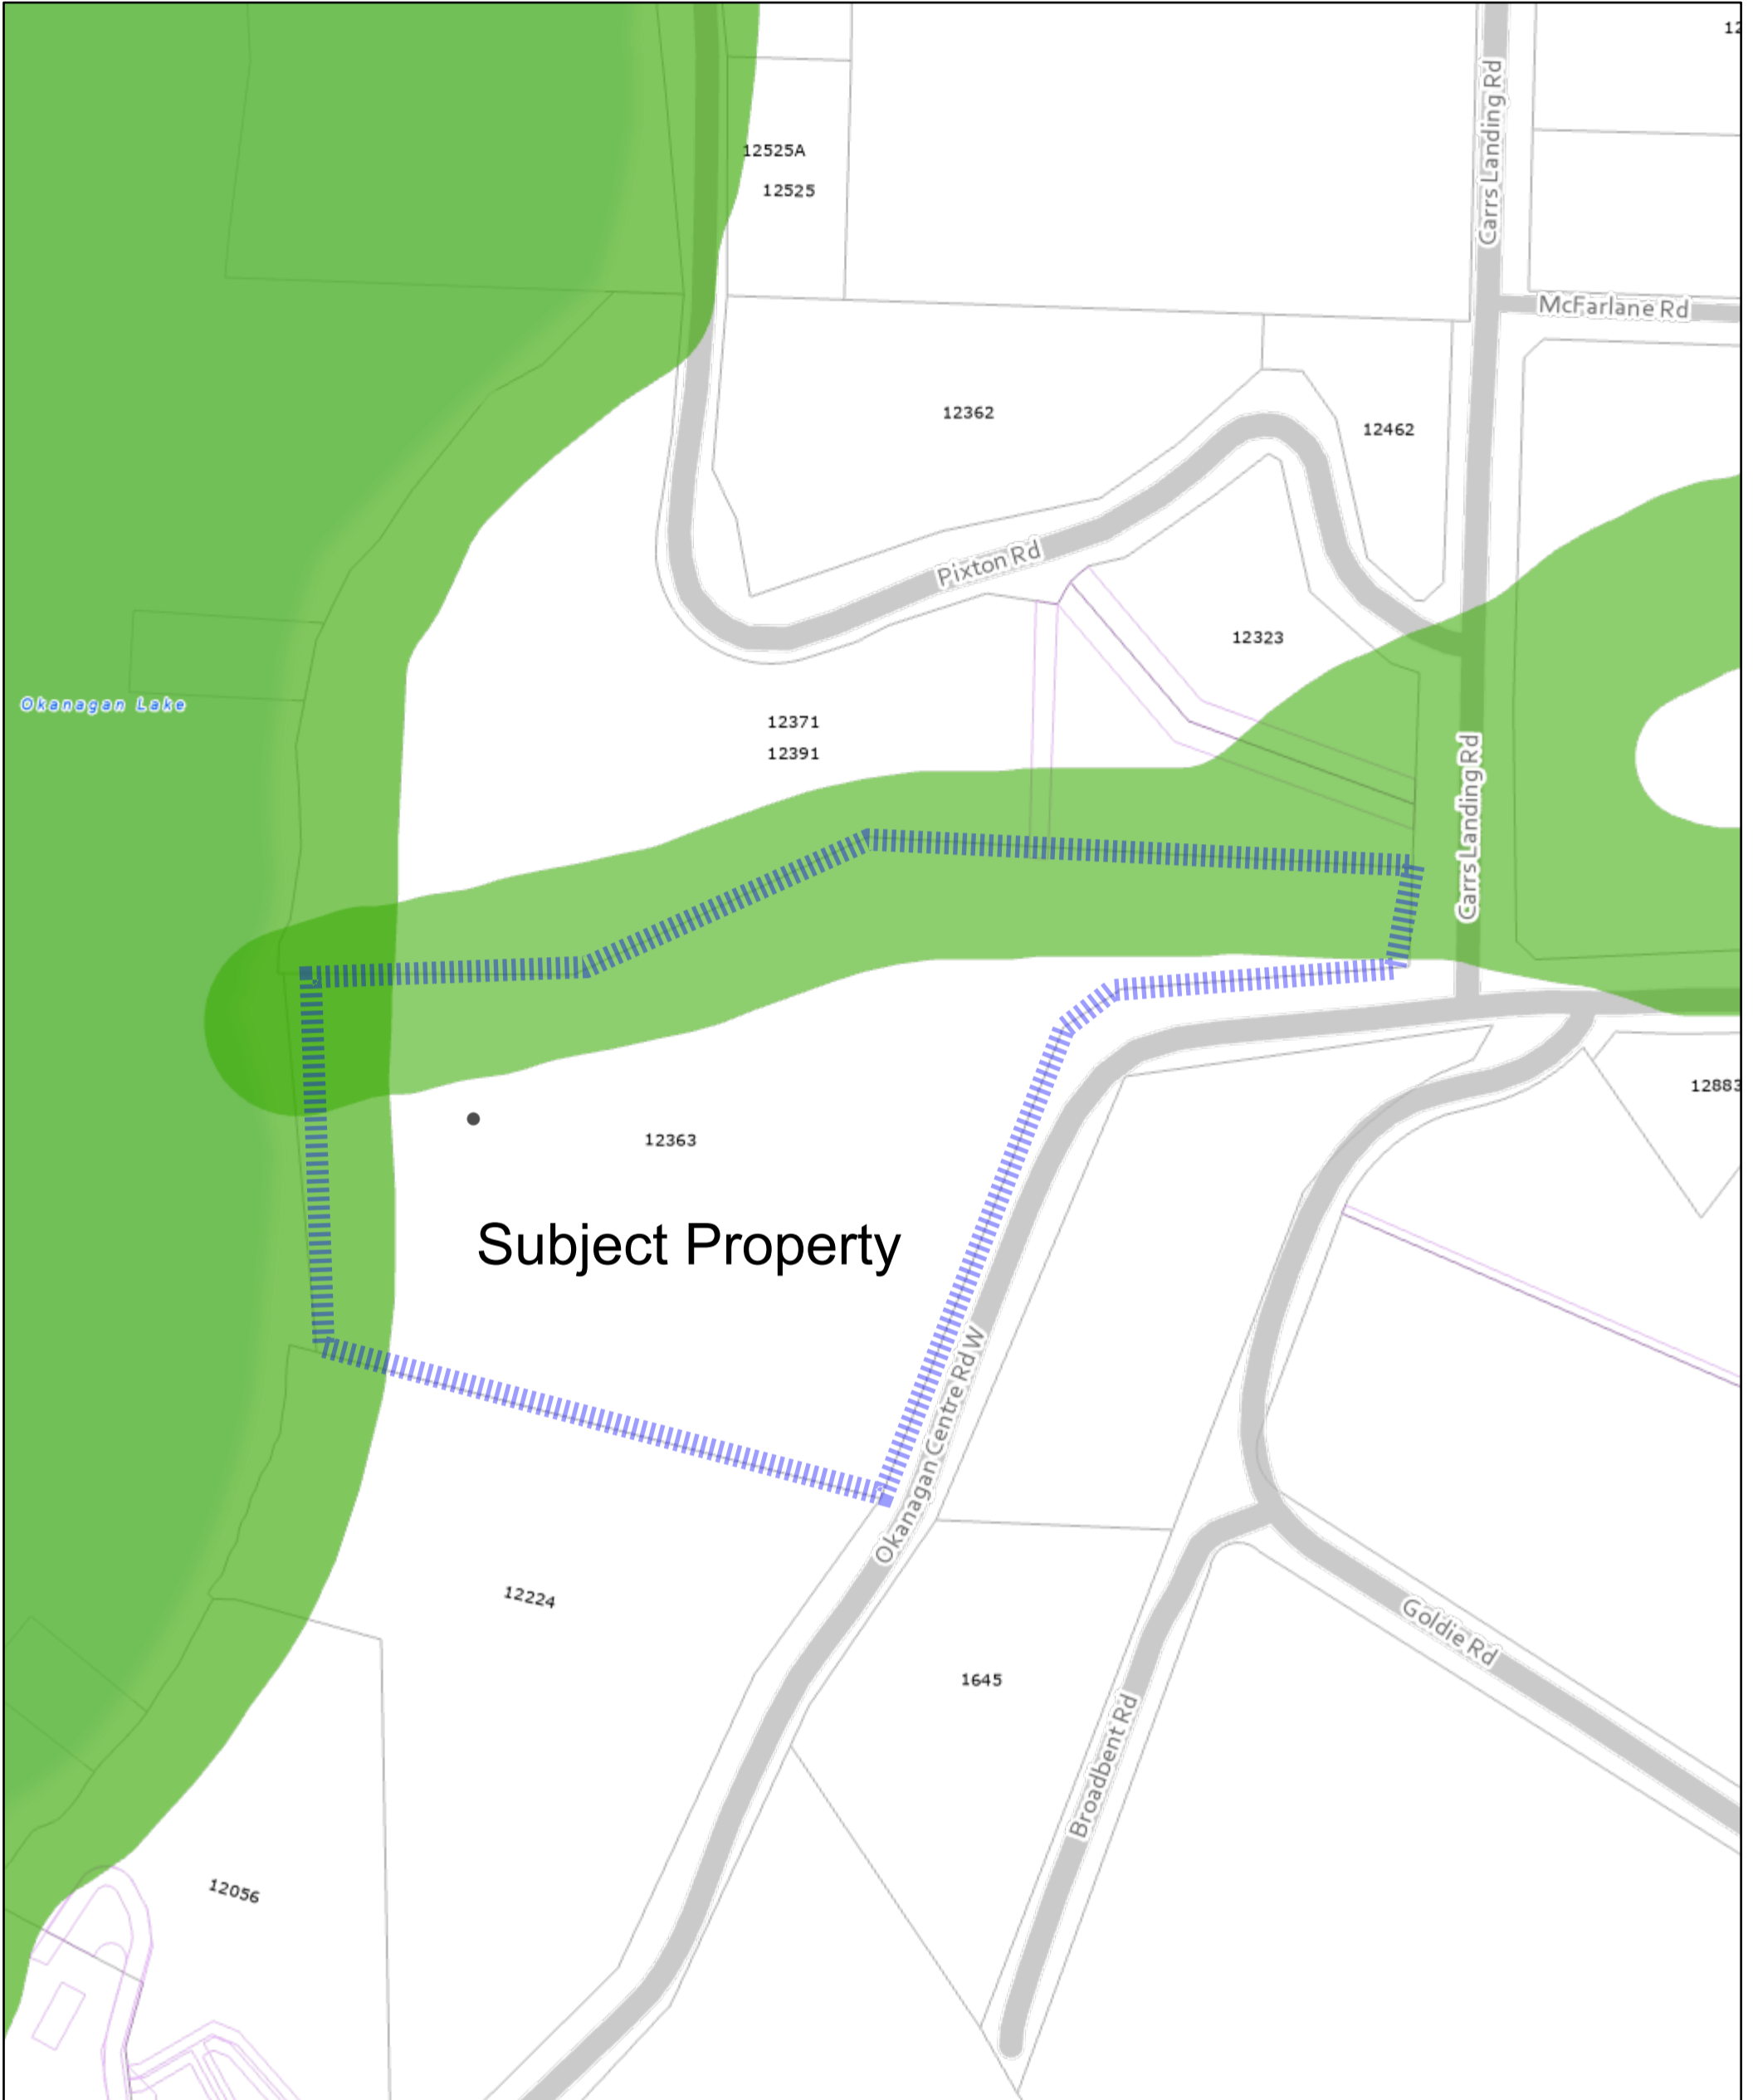 12525A
12525
Carrs Landing Rd
McFarlane Rd
12362
12462
Pixton Rd
12323
Okanagan Lake
12371
12391
Carrs Landing Rd
12883
12363
Subject Property
Okanagan Centre Rd W
12224
Goldie Rd
1645
Broadbent Rd
12056